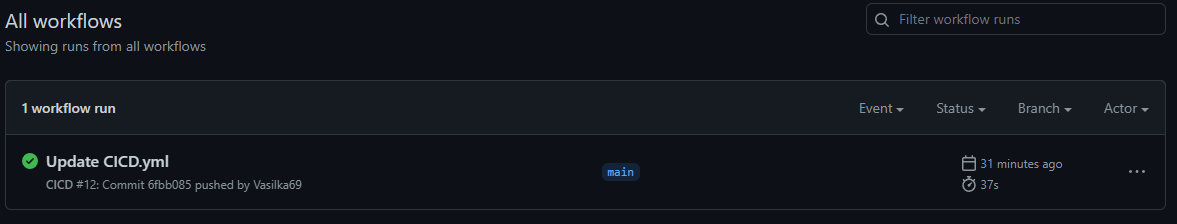 All workflows
Filter workflow runs
Showing runs from all workflows
1 workflow run
Event
Status
Branch
Actor
Update CICD.yml
CICD #12: Commit 6fbb085 pushed by Vasilka69
main
31 minutes ago
37s